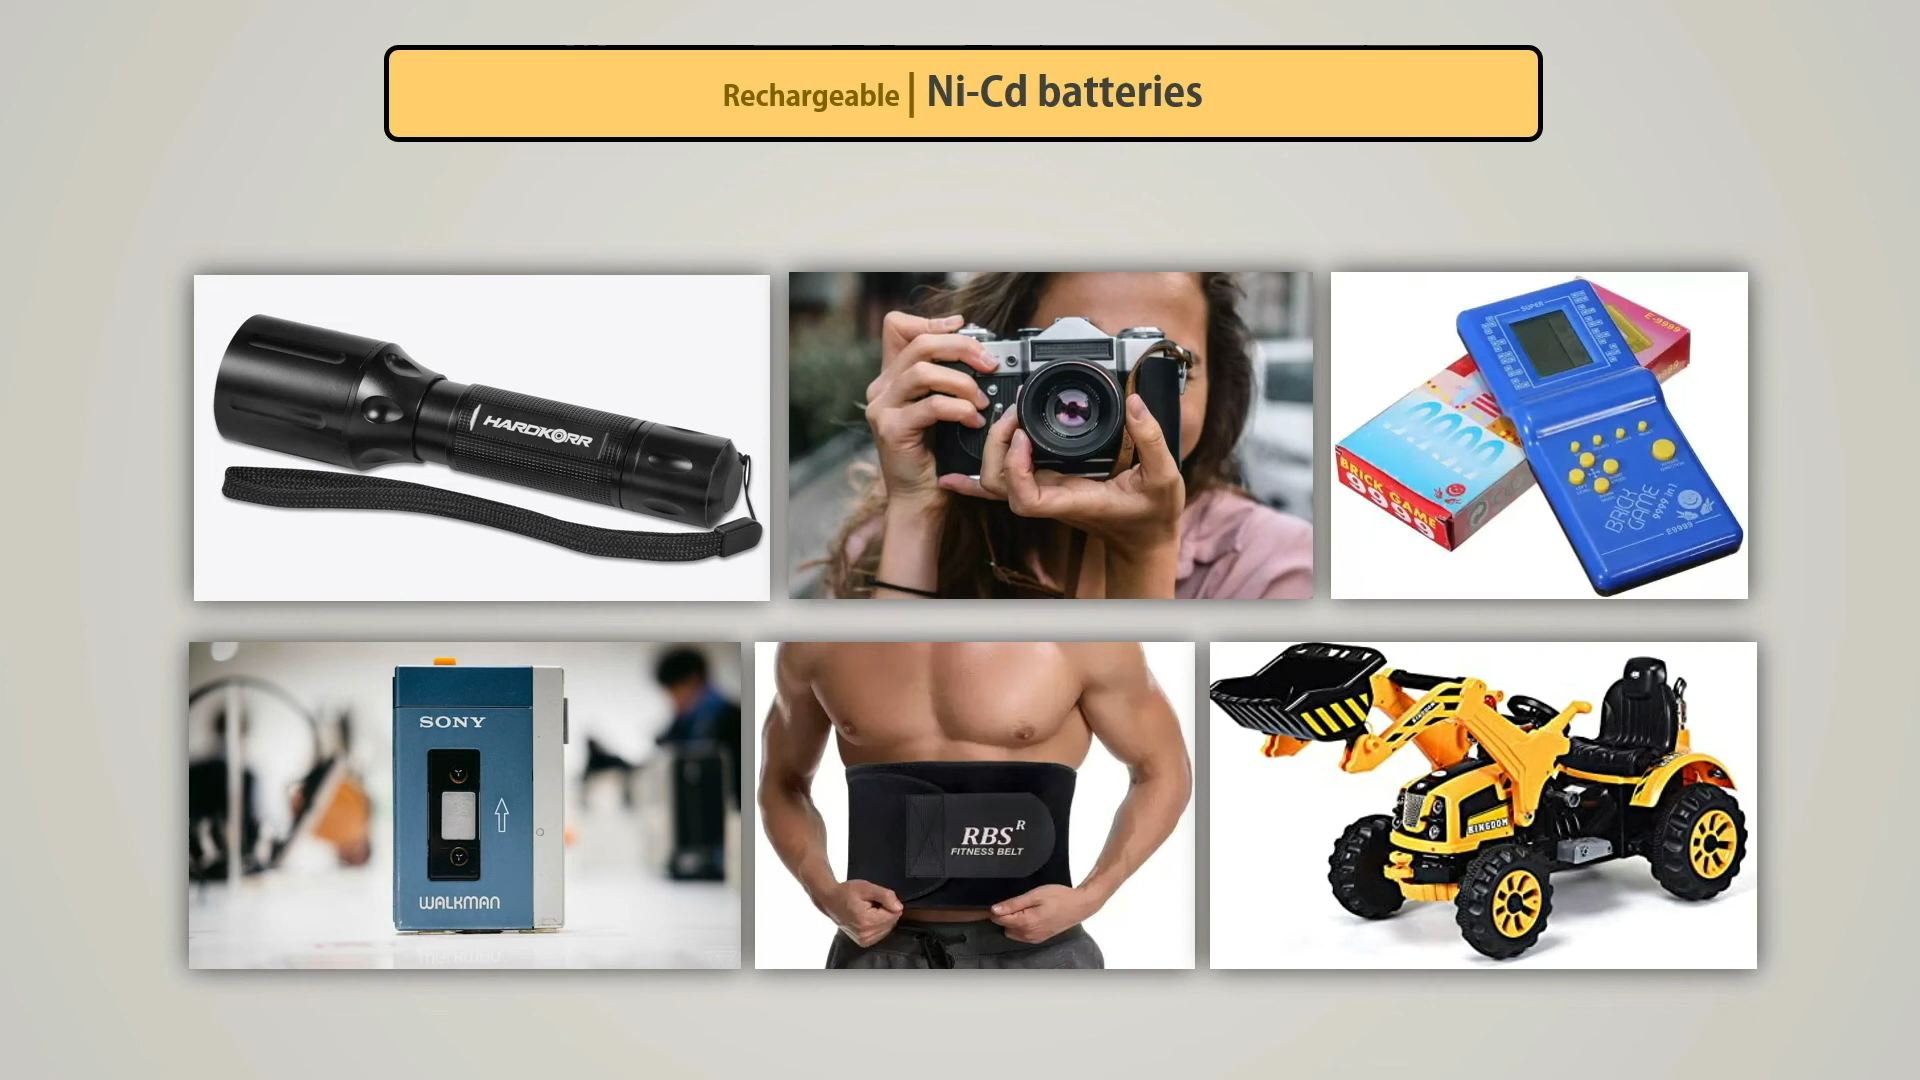 Rechargeable | Ni-Cd batteries
HARDKORR
SUPER
E-9999
BRICK GAME
9999
BRICK
GAME
9999 in 1
E9999
SONY
WALKMAN
RBS R
FITNESS BELT
KINGDOM